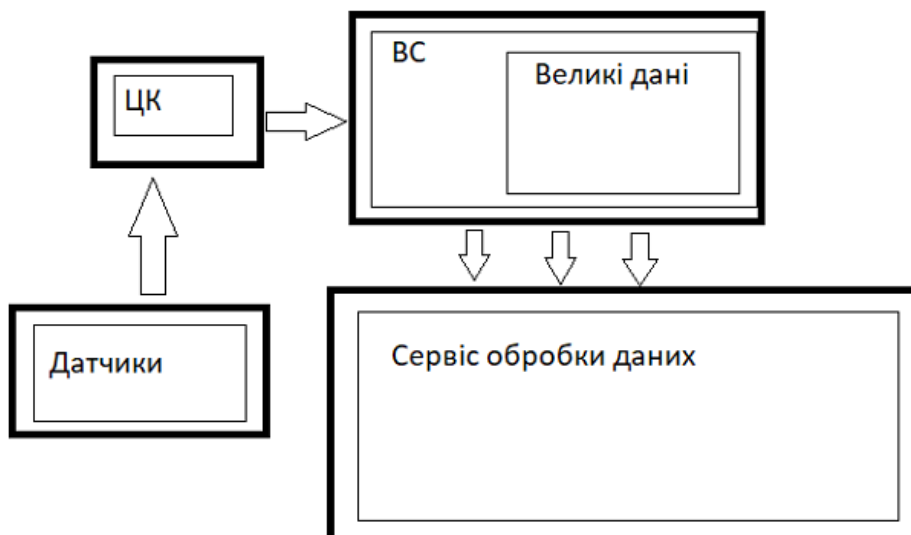 ЦК
ВС
Великі дані
Датчики
Сервіс обробки даних